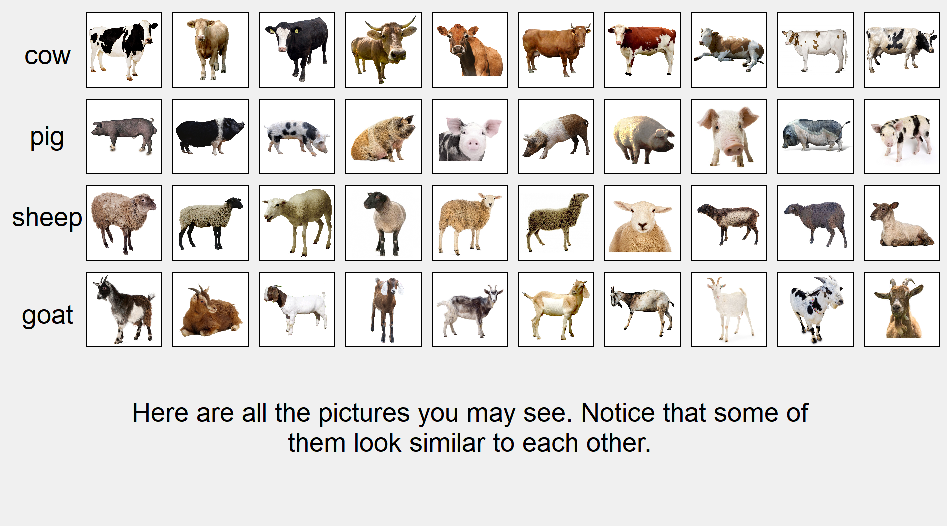 cow
pig
sheep
goat
Here are all the pictures you may see. Notice that some of
them look similar to each other.